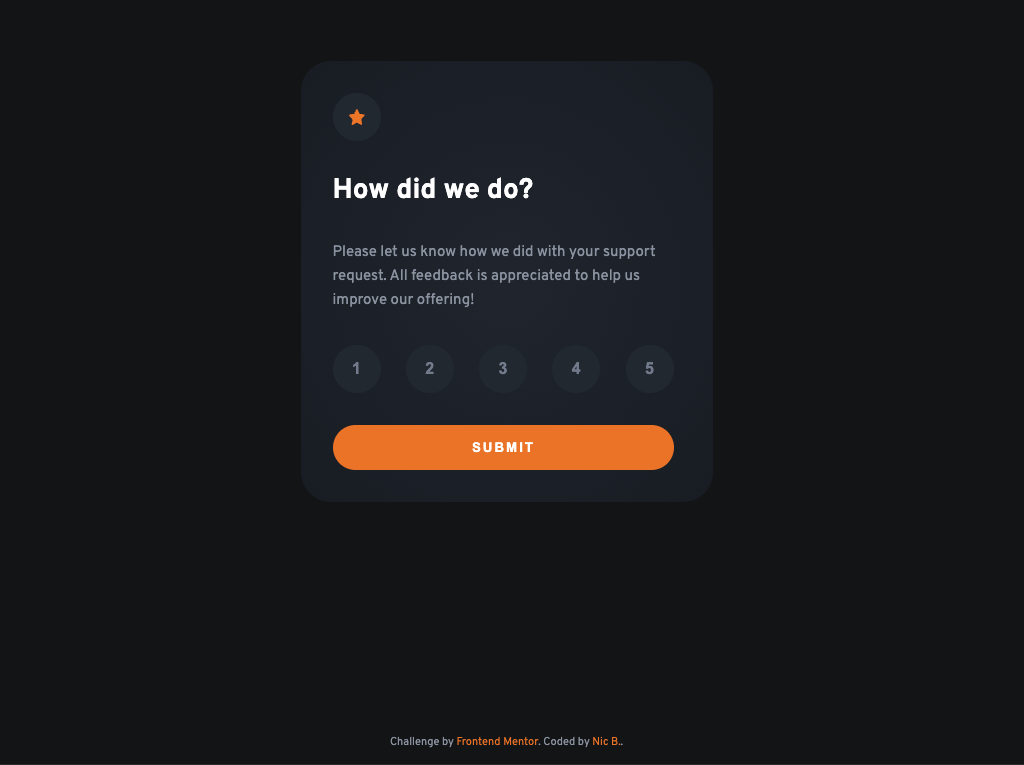 How did we do?
Please let us know how we did with your support
request. All feedback is appreciated to help us
improve our offering!
1 2 3 4 5
SUBMIT
Challenge by Frontend Mentor. Coded by Nic B..